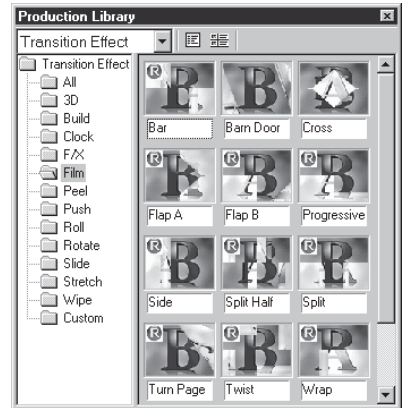 Production Library
Transition Effect
Transition Effect
All
3D
Build
Clock
F/X
Film
Peel
Push
Roll
Rotate
Slide
Stretch
Wipe
Custom
Bar
Barn Door
Cross
Flap A
Flap B
Progressive
Side
Split Half
Split
Turn Page
Twist
Wrap